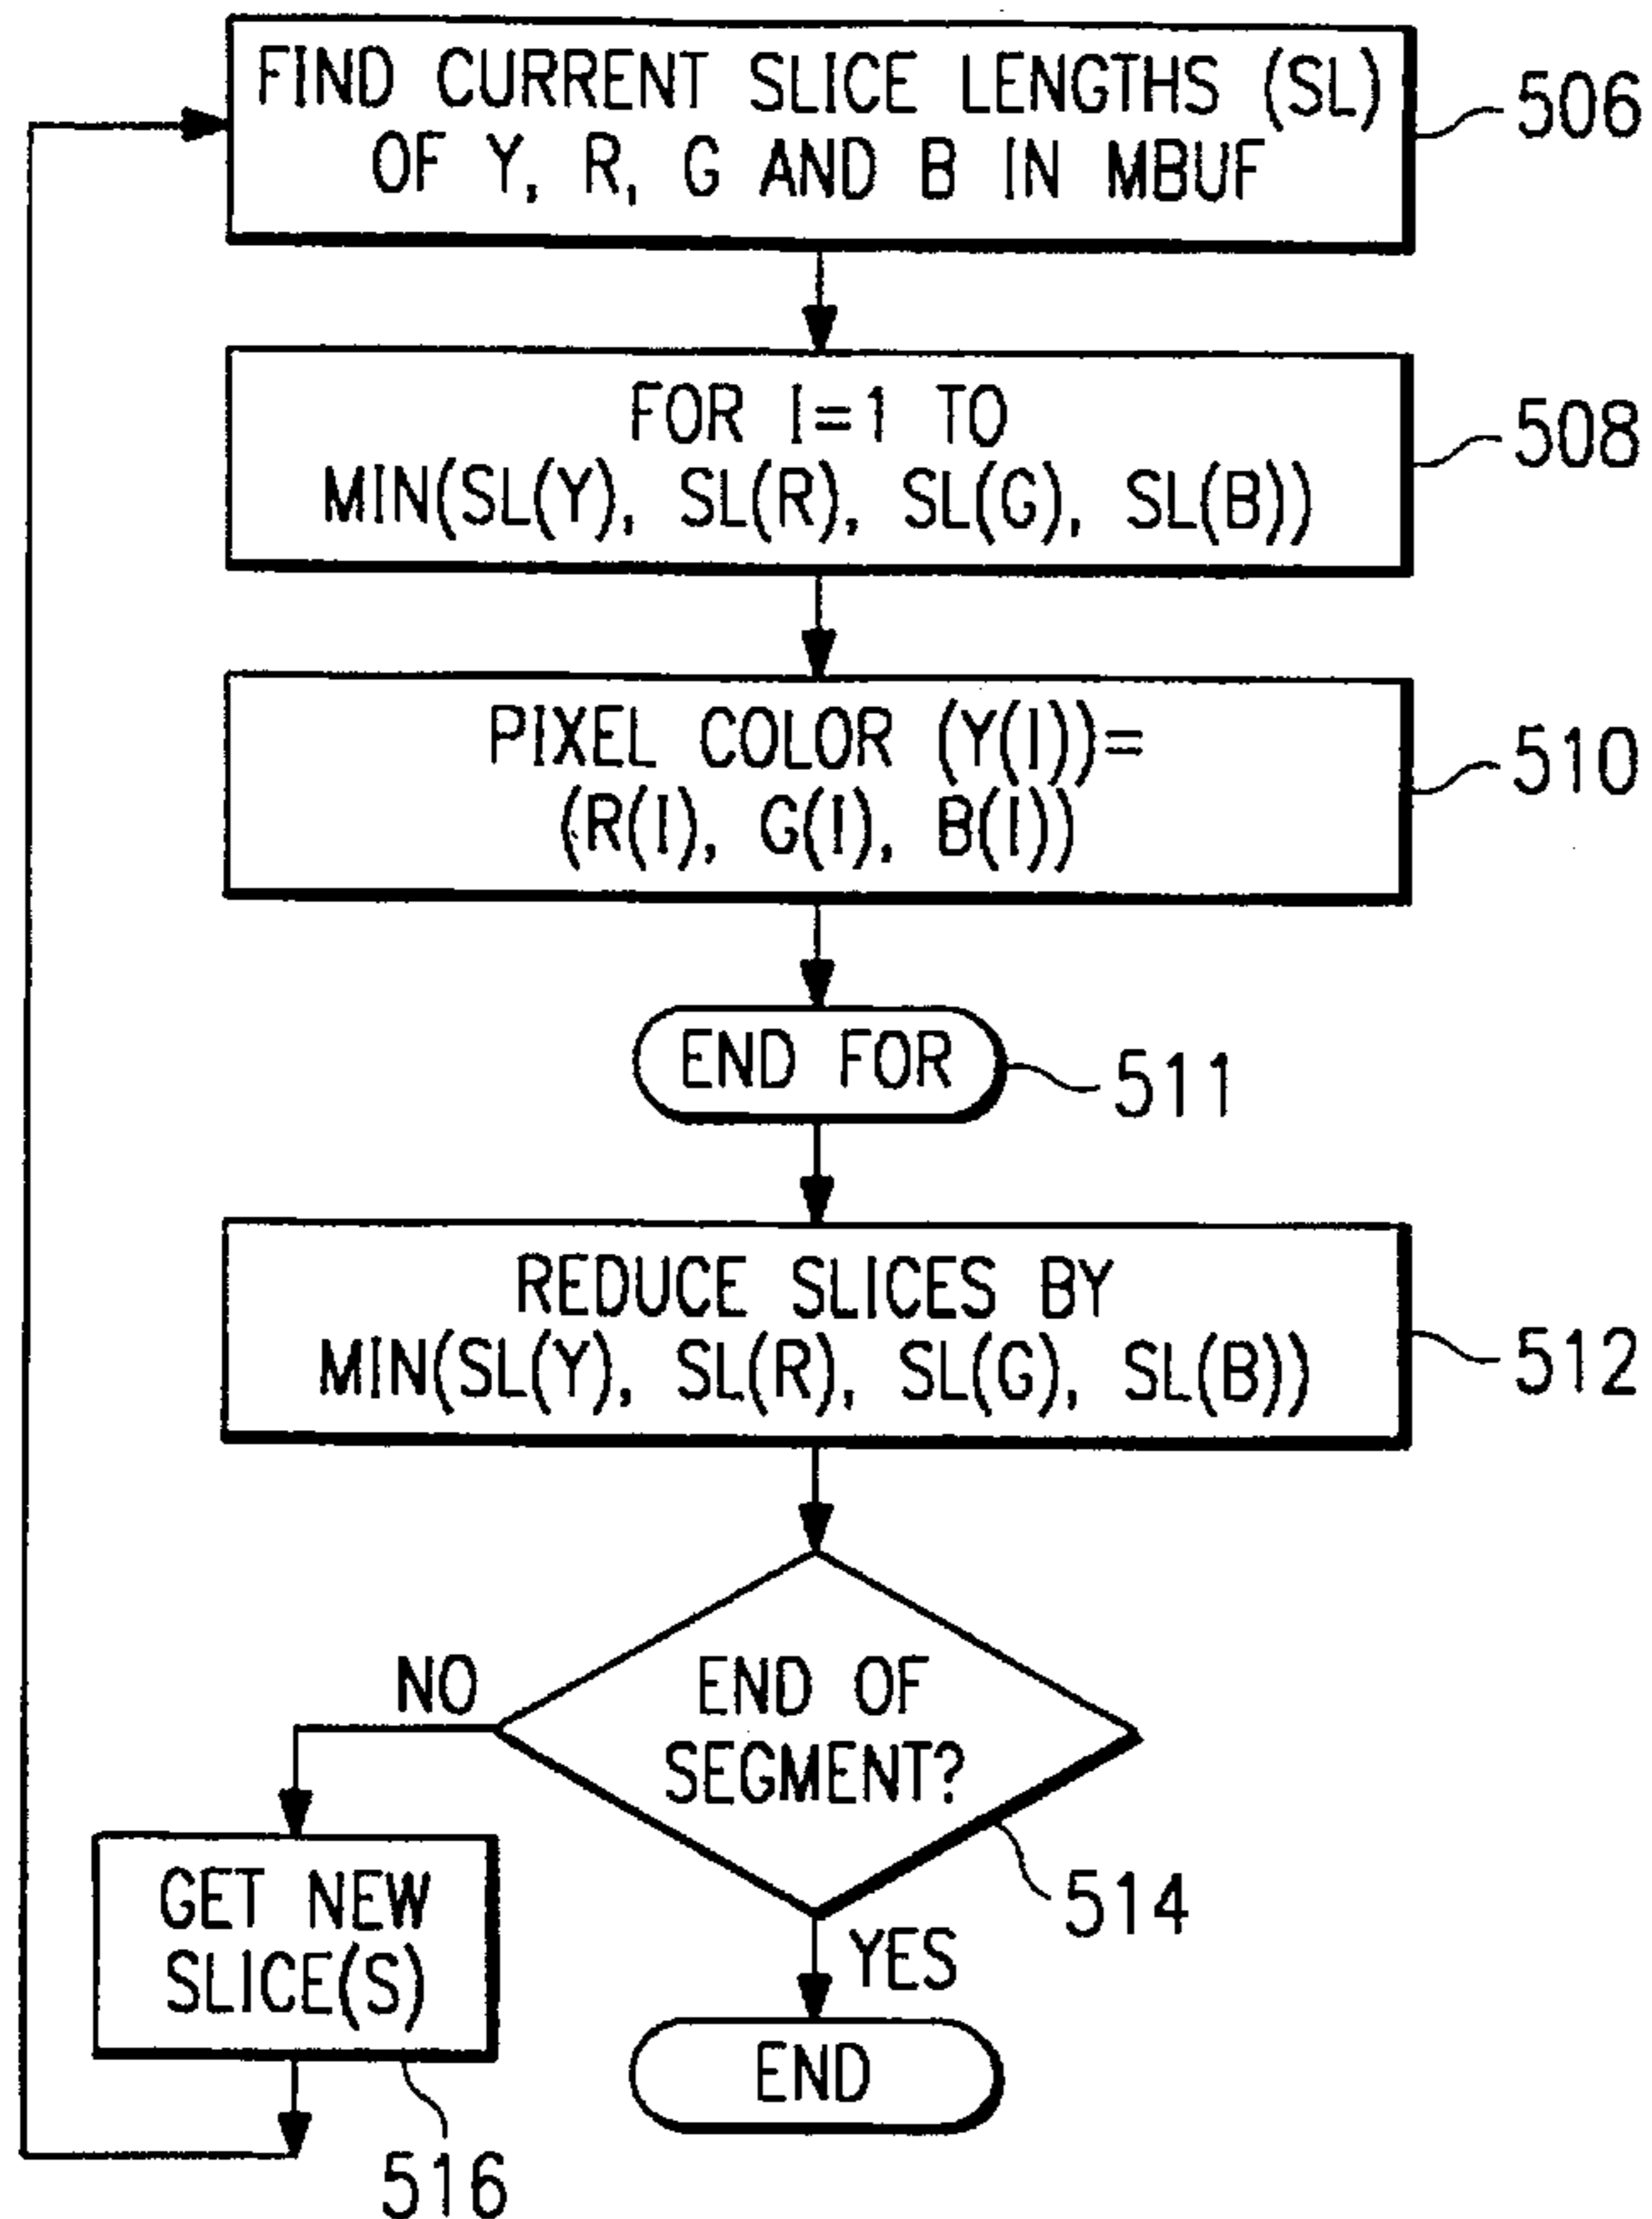 FIND CURRENT SLICE LENGTHS (SL)
OF Y, R, G AND B IN MBUF
506
FOR I=1 TO
MIN(SL(Y), SL(R), SL(G), SL(B))
508
PIXEL COLOR (Y(I))=
(R(I), G(I), B(I))
510
END FOR
511
REDUCE SLICES BY
MIN(SL(Y), SL(R), SL(G), SL(B))
512
END OF
SEGMENT?
514
NO
GET NEW
SLICE(S)
516
YES
END